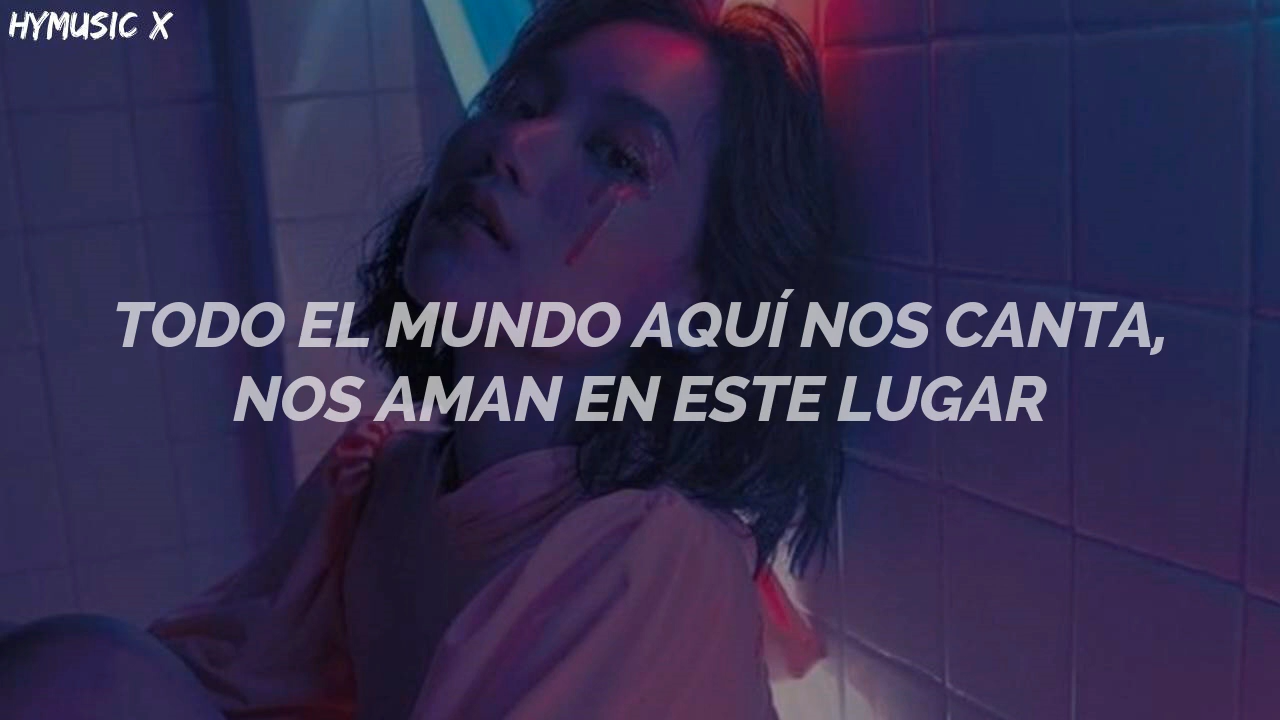 HYMUSIC X
TODO EL MUNDO AQUÍ NOS CANTA,
NOS AMAN EN ESTE LUGAR